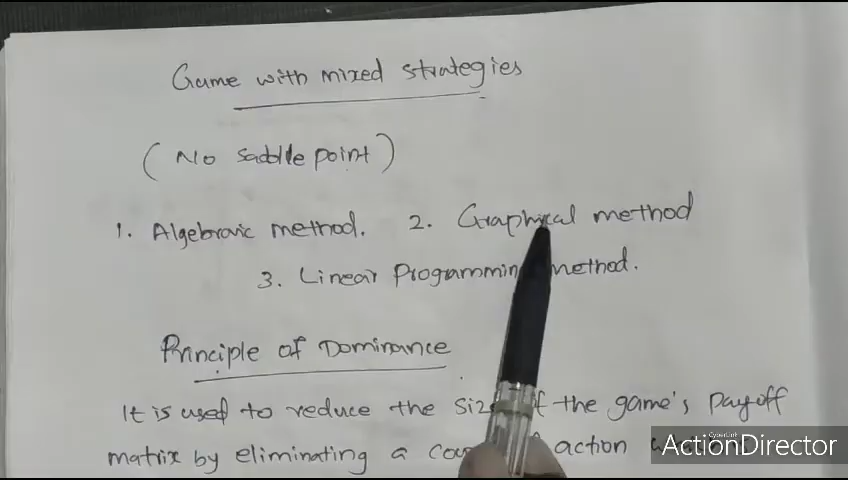 Game with mixed strategies
(No saddle point)
1. Algebraic method. 2. Graphical method
3. Linear Programming method.
Principle of Dominance
It is used to reduce the size of the game's payoff
matrix by eliminating a action
CyberLink
ActionDirector